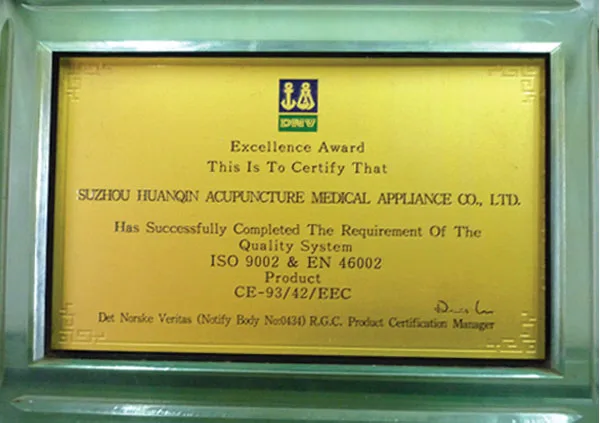 DNV
Excellence Award
This Is To Certify That
SUZHOU HUANQIN ACUPUNCTURE MEDICAL APPLIANCE CO., LTD.
Has Successfully Completed The Requirement Of The
Quality System
ISO 9002 & EN 46002
Product
CE-93/42/EEC
Det Norske Veritas (Notify Body No:0434) R.G.C. Product Certification Manager